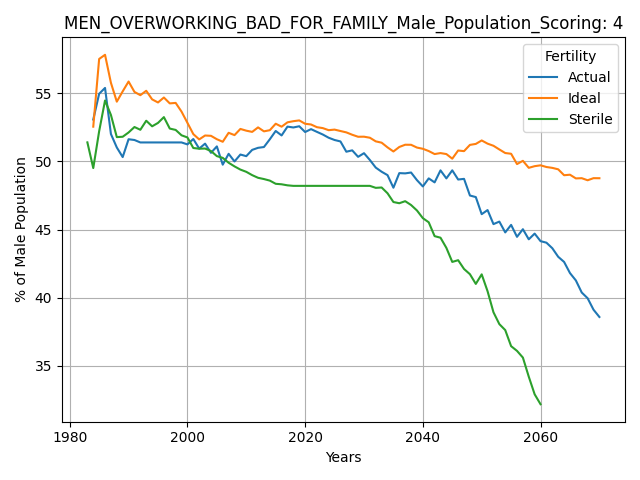 MEN_OVERWORKING_BAD_FOR_FAMILY_Male_Population_Scoring: 4
Fertility
Actual
Ideal
Sterile
% of Male Population
55
50
45
40
35
1980
2000
2020
2040
2060
Years